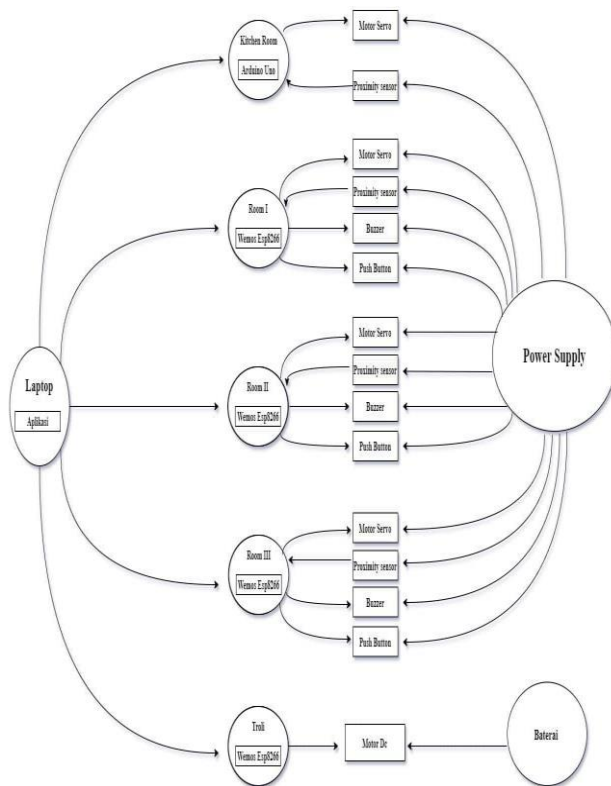 Kitchen Room
Arduino Uno
Motor Servo
Proximity sensor
Room I
Wemos Esp8266
Motor Servo
Proximity sensor
Buzzer
Push Button
Laptop
Aplikasi
Room II
Wemos Esp8266
Motor Servo
Proximity sensor
Buzzer
Push Button
Power Supply
Room III
Wemos Esp8266
Motor Servo
Proximity sensor
Buzzer
Push Button
Troli
Wemos Esp8266
Motor Dc
Baterai